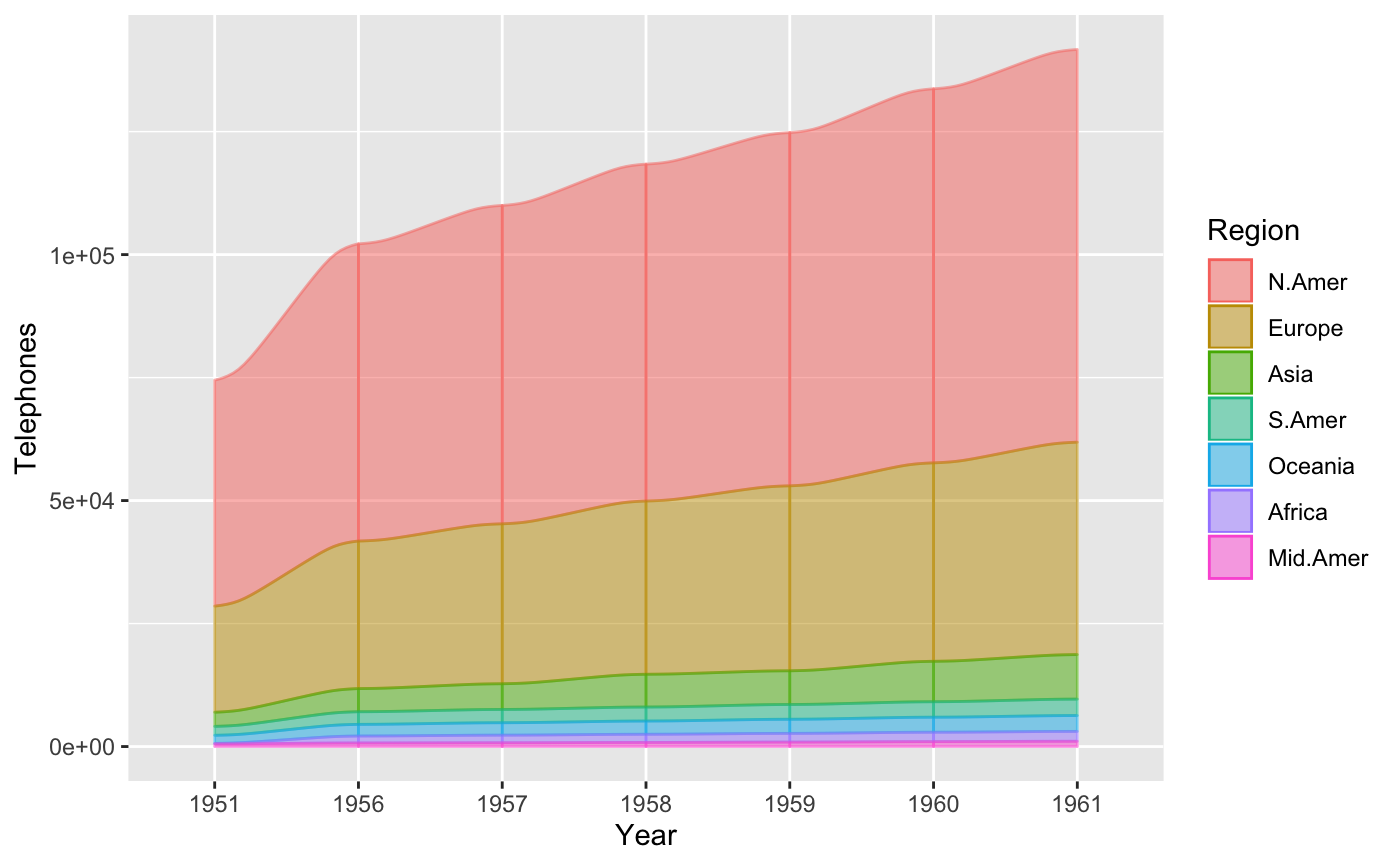 1e+05
5e+04
0e+00
Telephones
1951 1956 1957 1958 1959 1960 1961
Year
Region
N.Amer
Europe
Asia
S.Amer
Oceania
Africa
Mid.Amer